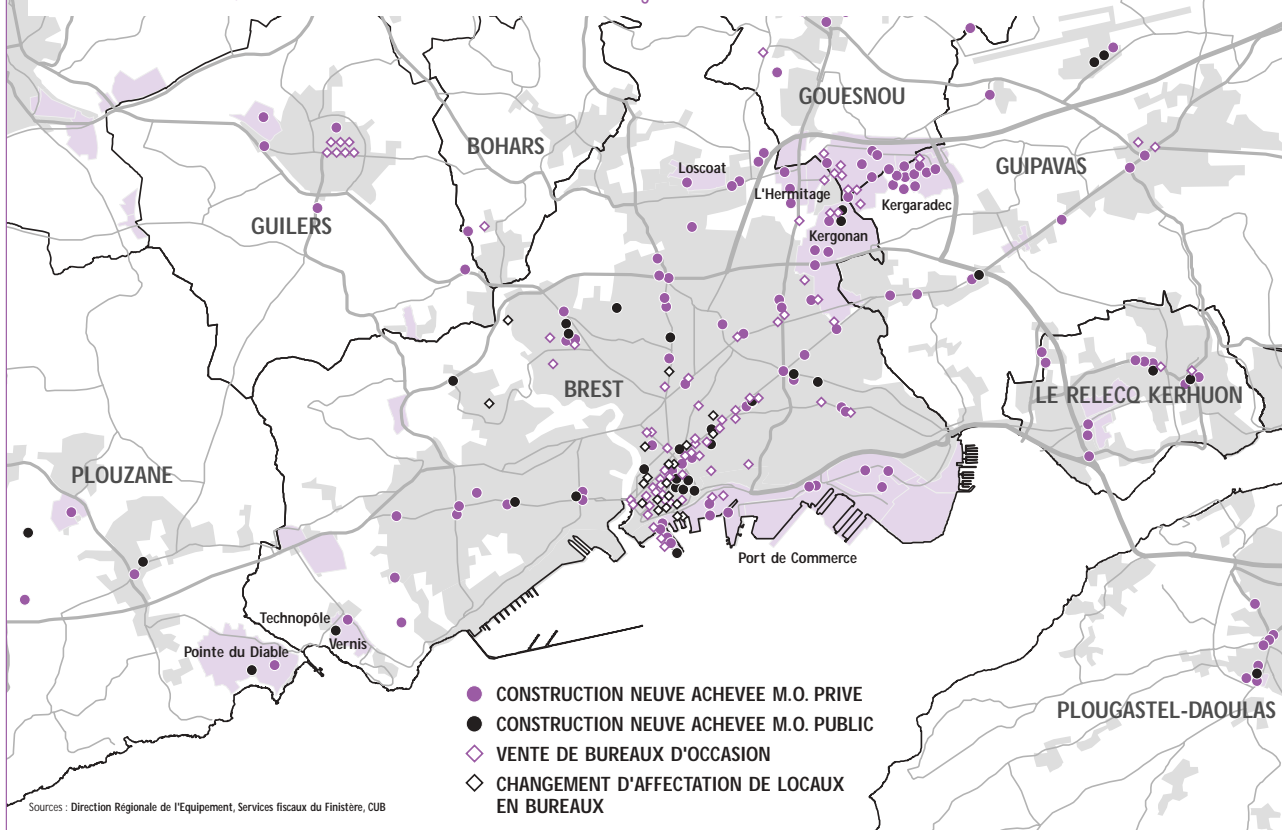 GOUESNOU
BOHARS
Loscoat
GUIPAVAS
L'Hermitage
Kergaradec
GUILERS
Kergonan
BREST
LE RELECQ KERHUON
PLOUZANE
Port de Commerce
Technopôle
Vernis
Pointe du Diable
CONSTRUCTION NEUVE ACHEVEE M.O. PRIVE
PLOUGASTEL-DAOULAS
CONSTRUCTION NEUVE ACHEVEE M.O. PUBLIC
VENTE DE BUREAUX D'OCCASION
CHANGEMENT D'AFFECTATION DE LOCAUX
EN BUREAUX
Sources : Direction Régionale de l'Equipement, Services fiscaux du Finistère, CUB